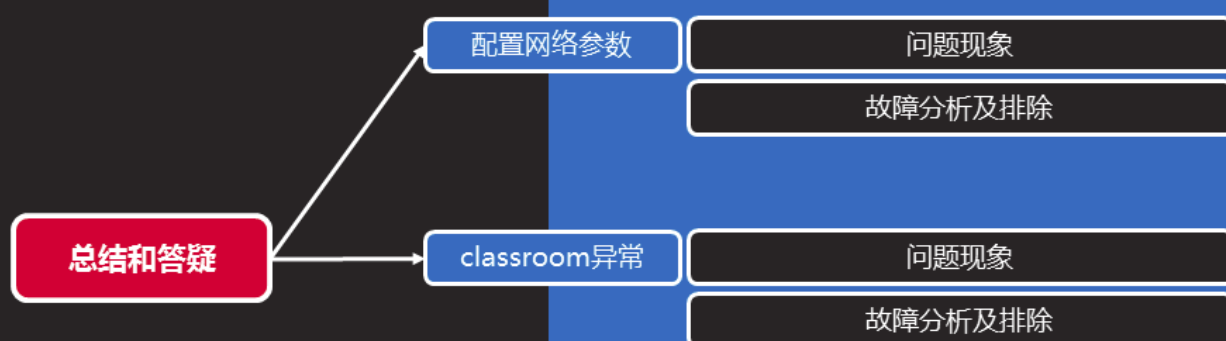 配置网络参数
问题现象
故障分析及排除
总结和答疑
classroom异常
问题现象
故障分析及排除